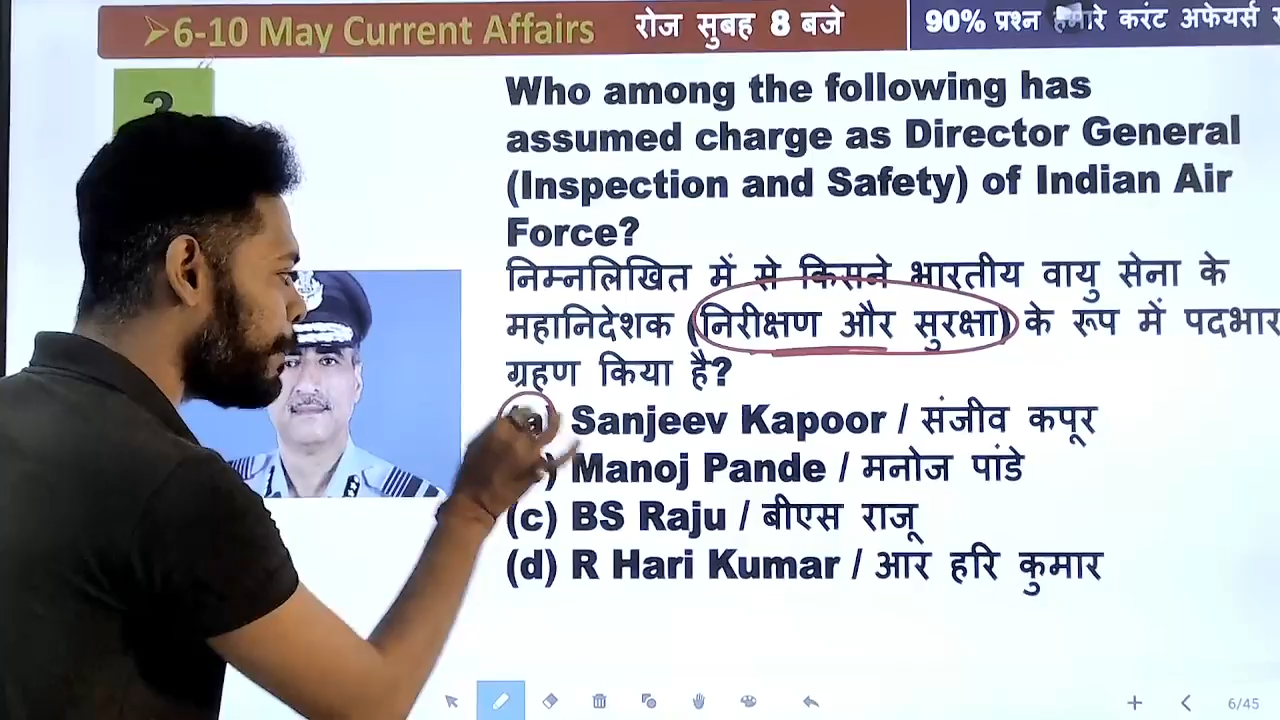 ➢6-10 May Current Affairs रोज सुबह 8 बजे
90% प्रश्न हमारे करंट अफेयर्स
Who among the following has
assumed charge as Director General
(Inspection and Safety) of Indian Air
Force?
निम्नलिखित में से किसने भारतीय वायु सेना के
महानिदेशक (निरीक्षण और सुरक्षा) के रूप में पदभार
ग्रहण किया है?
(a) Sanjeev Kapoor / संजीव कपूर
Manoj Pande / मनोज पांडे
(c) BS Raju / बीएस राजू
(d) R Hari Kumar / आर हरि कुमार
6/45